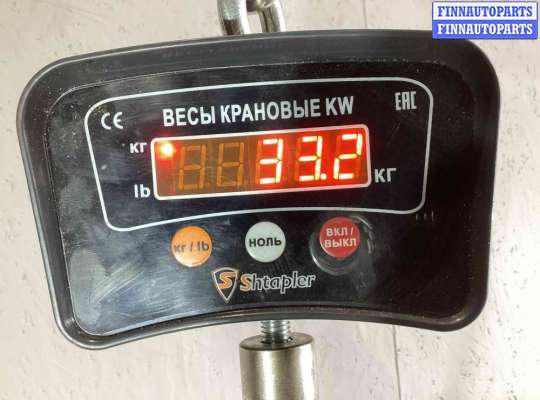 FINNAUTOPARTS
FINNAUTOPARTS
CE
ВЕСЫ КРАНОВЫЕ KW
EAC
кг
lb
33.2
кг
кг/lb
НОЛЬ
ВКЛ/
ВЫКЛ
Shtapler